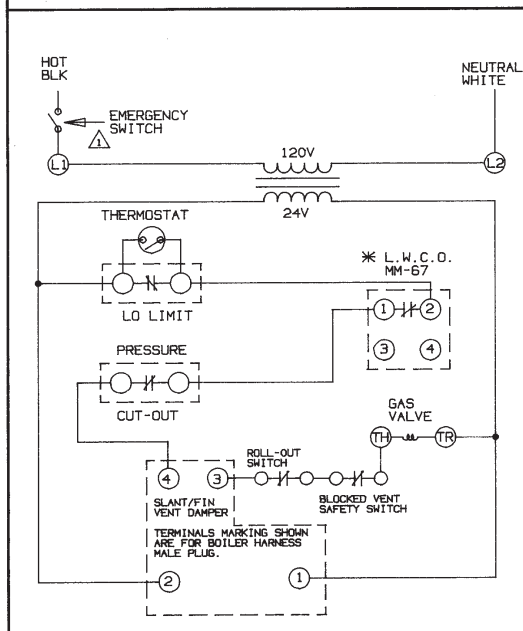 HOT
BLK
NEUTRAL
WHITE
EMERGENCY
SWITCH
1
L1
120V
L2
24V
THERMOSTAT
* L.W.C.O.
MM-67
LO LIMIT
1
2
3
4
PRESSURE
CUT-OUT
GAS
VALVE
TH
TR
ROLL-OUT
SWITCH
4
3
SLANT/FIN
VENT DAMPER
BLOCKED VENT
SAFETY SWITCH
TERMINALS MARKING SHOWN
ARE FOR BOILER HARNESS
MALE PLUG.
2
1